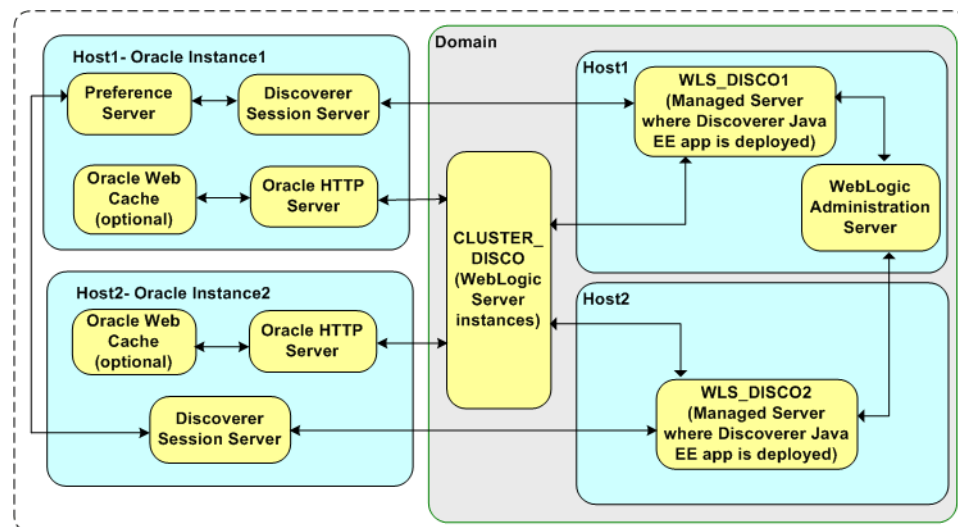 Host1- Oracle Instance1
Preference
Server
Discoverer
Session Server
Oracle Web
Cache
(optional)
Oracle HTTP
Server
Host2- Oracle Instance2
Oracle Web
Cache
(optional)
Oracle HTTP
Server
Discoverer
Session Server
Domain
CLUSTER_
DISCO
(WebLogic
Server
instances)
Host1
WLS_DISCO1
(Managed Server
where Discoverer Java
EE app is deployed)
WebLogic
Administration
Server
Host2
WLS_DISCO2
(Managed Server
where Discoverer Java
EE app is deployed)